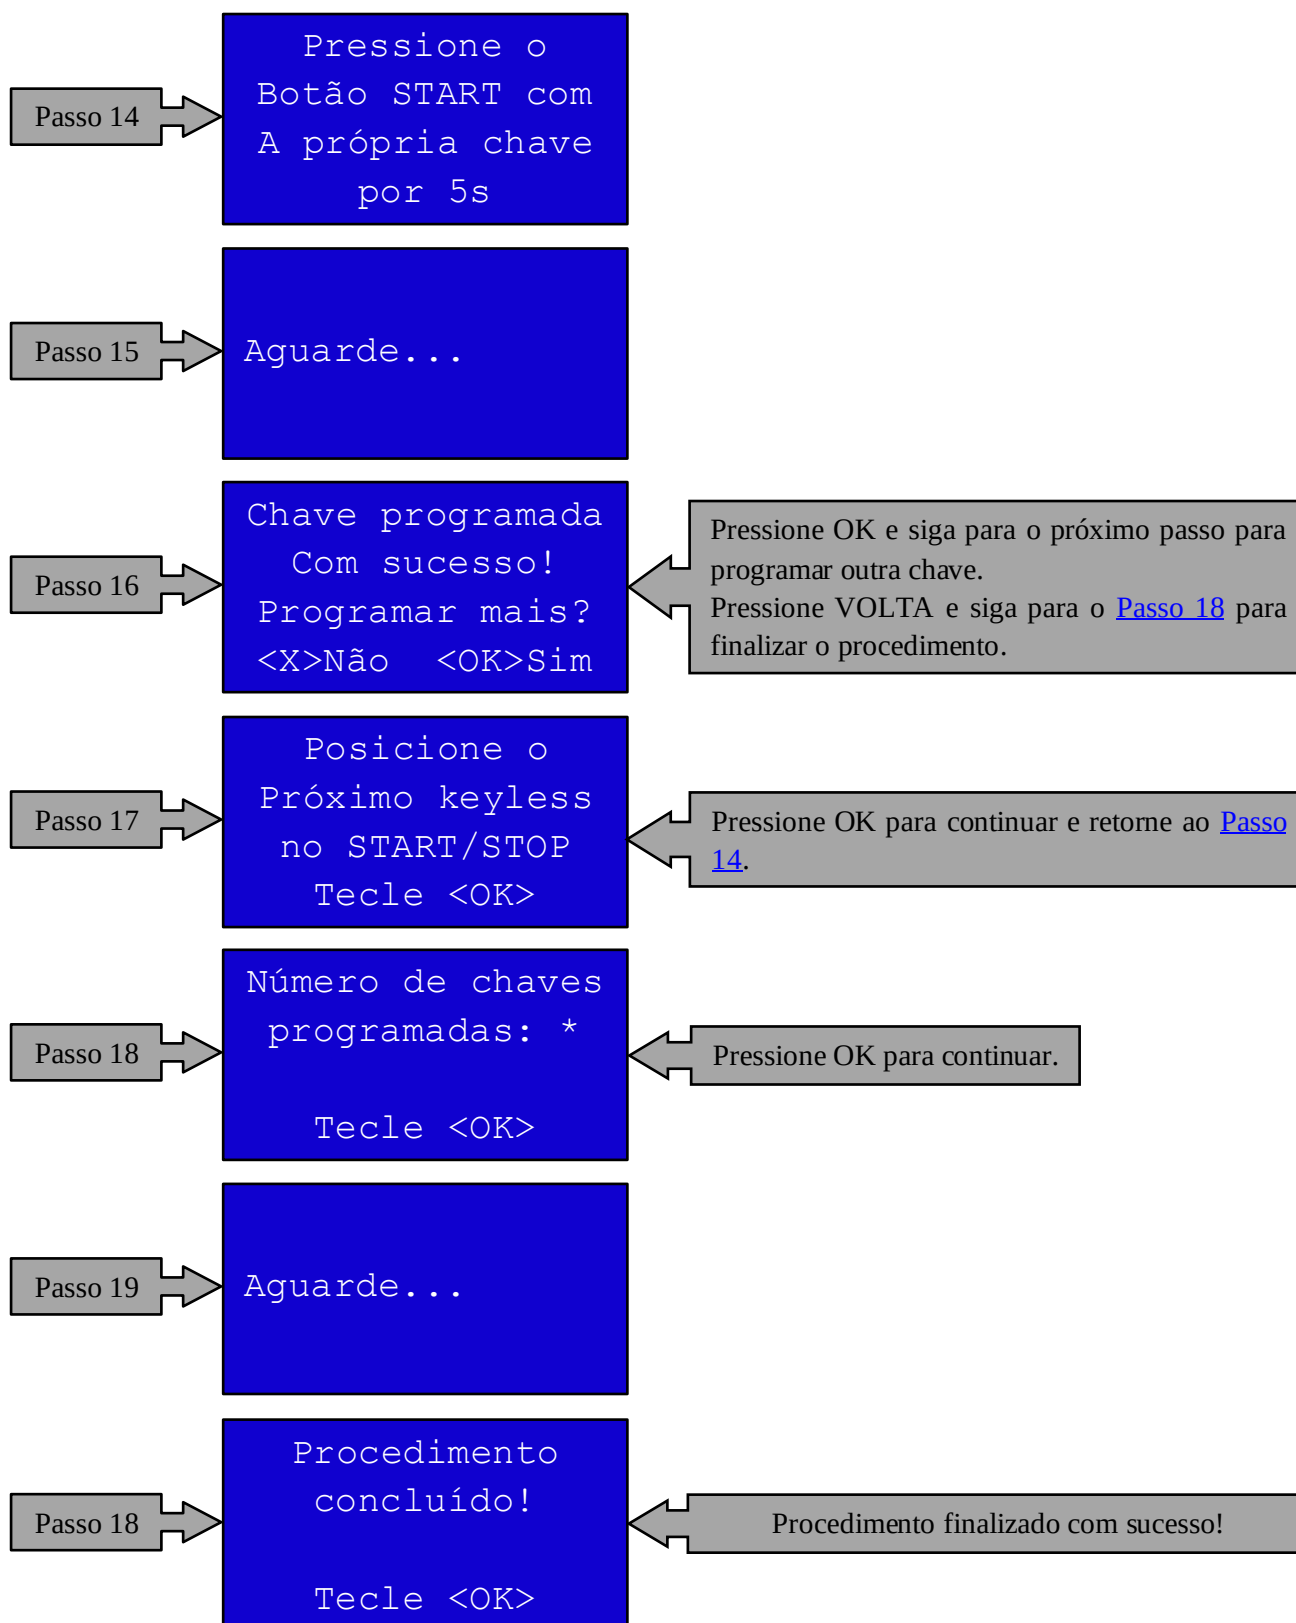 Passo 14
Pressione o
Botão START com
A própria chave
por 5s
Passo 15
Aguarde...
Passo 16
Chave programada
Com sucesso!
Programar mais?
<X>Não <OK>Sim
Pressione OK e siga para o próximo passo para
programar outra chave.
Pressione VOLTA e siga para o Passo 18 para
finalizar o procedimento.
Passo 17
Posicione o
Próximo keyless
no START/STOP
Tecle <OK>
Pressione OK para continuar e retorne ao Passo
14.
Passo 18
Número de chaves
programadas: *
Tecle <OK>
Pressione OK para continuar.
Passo 19
Aguarde...
Passo 18
Procedimento
concluído!
Tecle <OK>
Procedimento finalizado com sucesso!